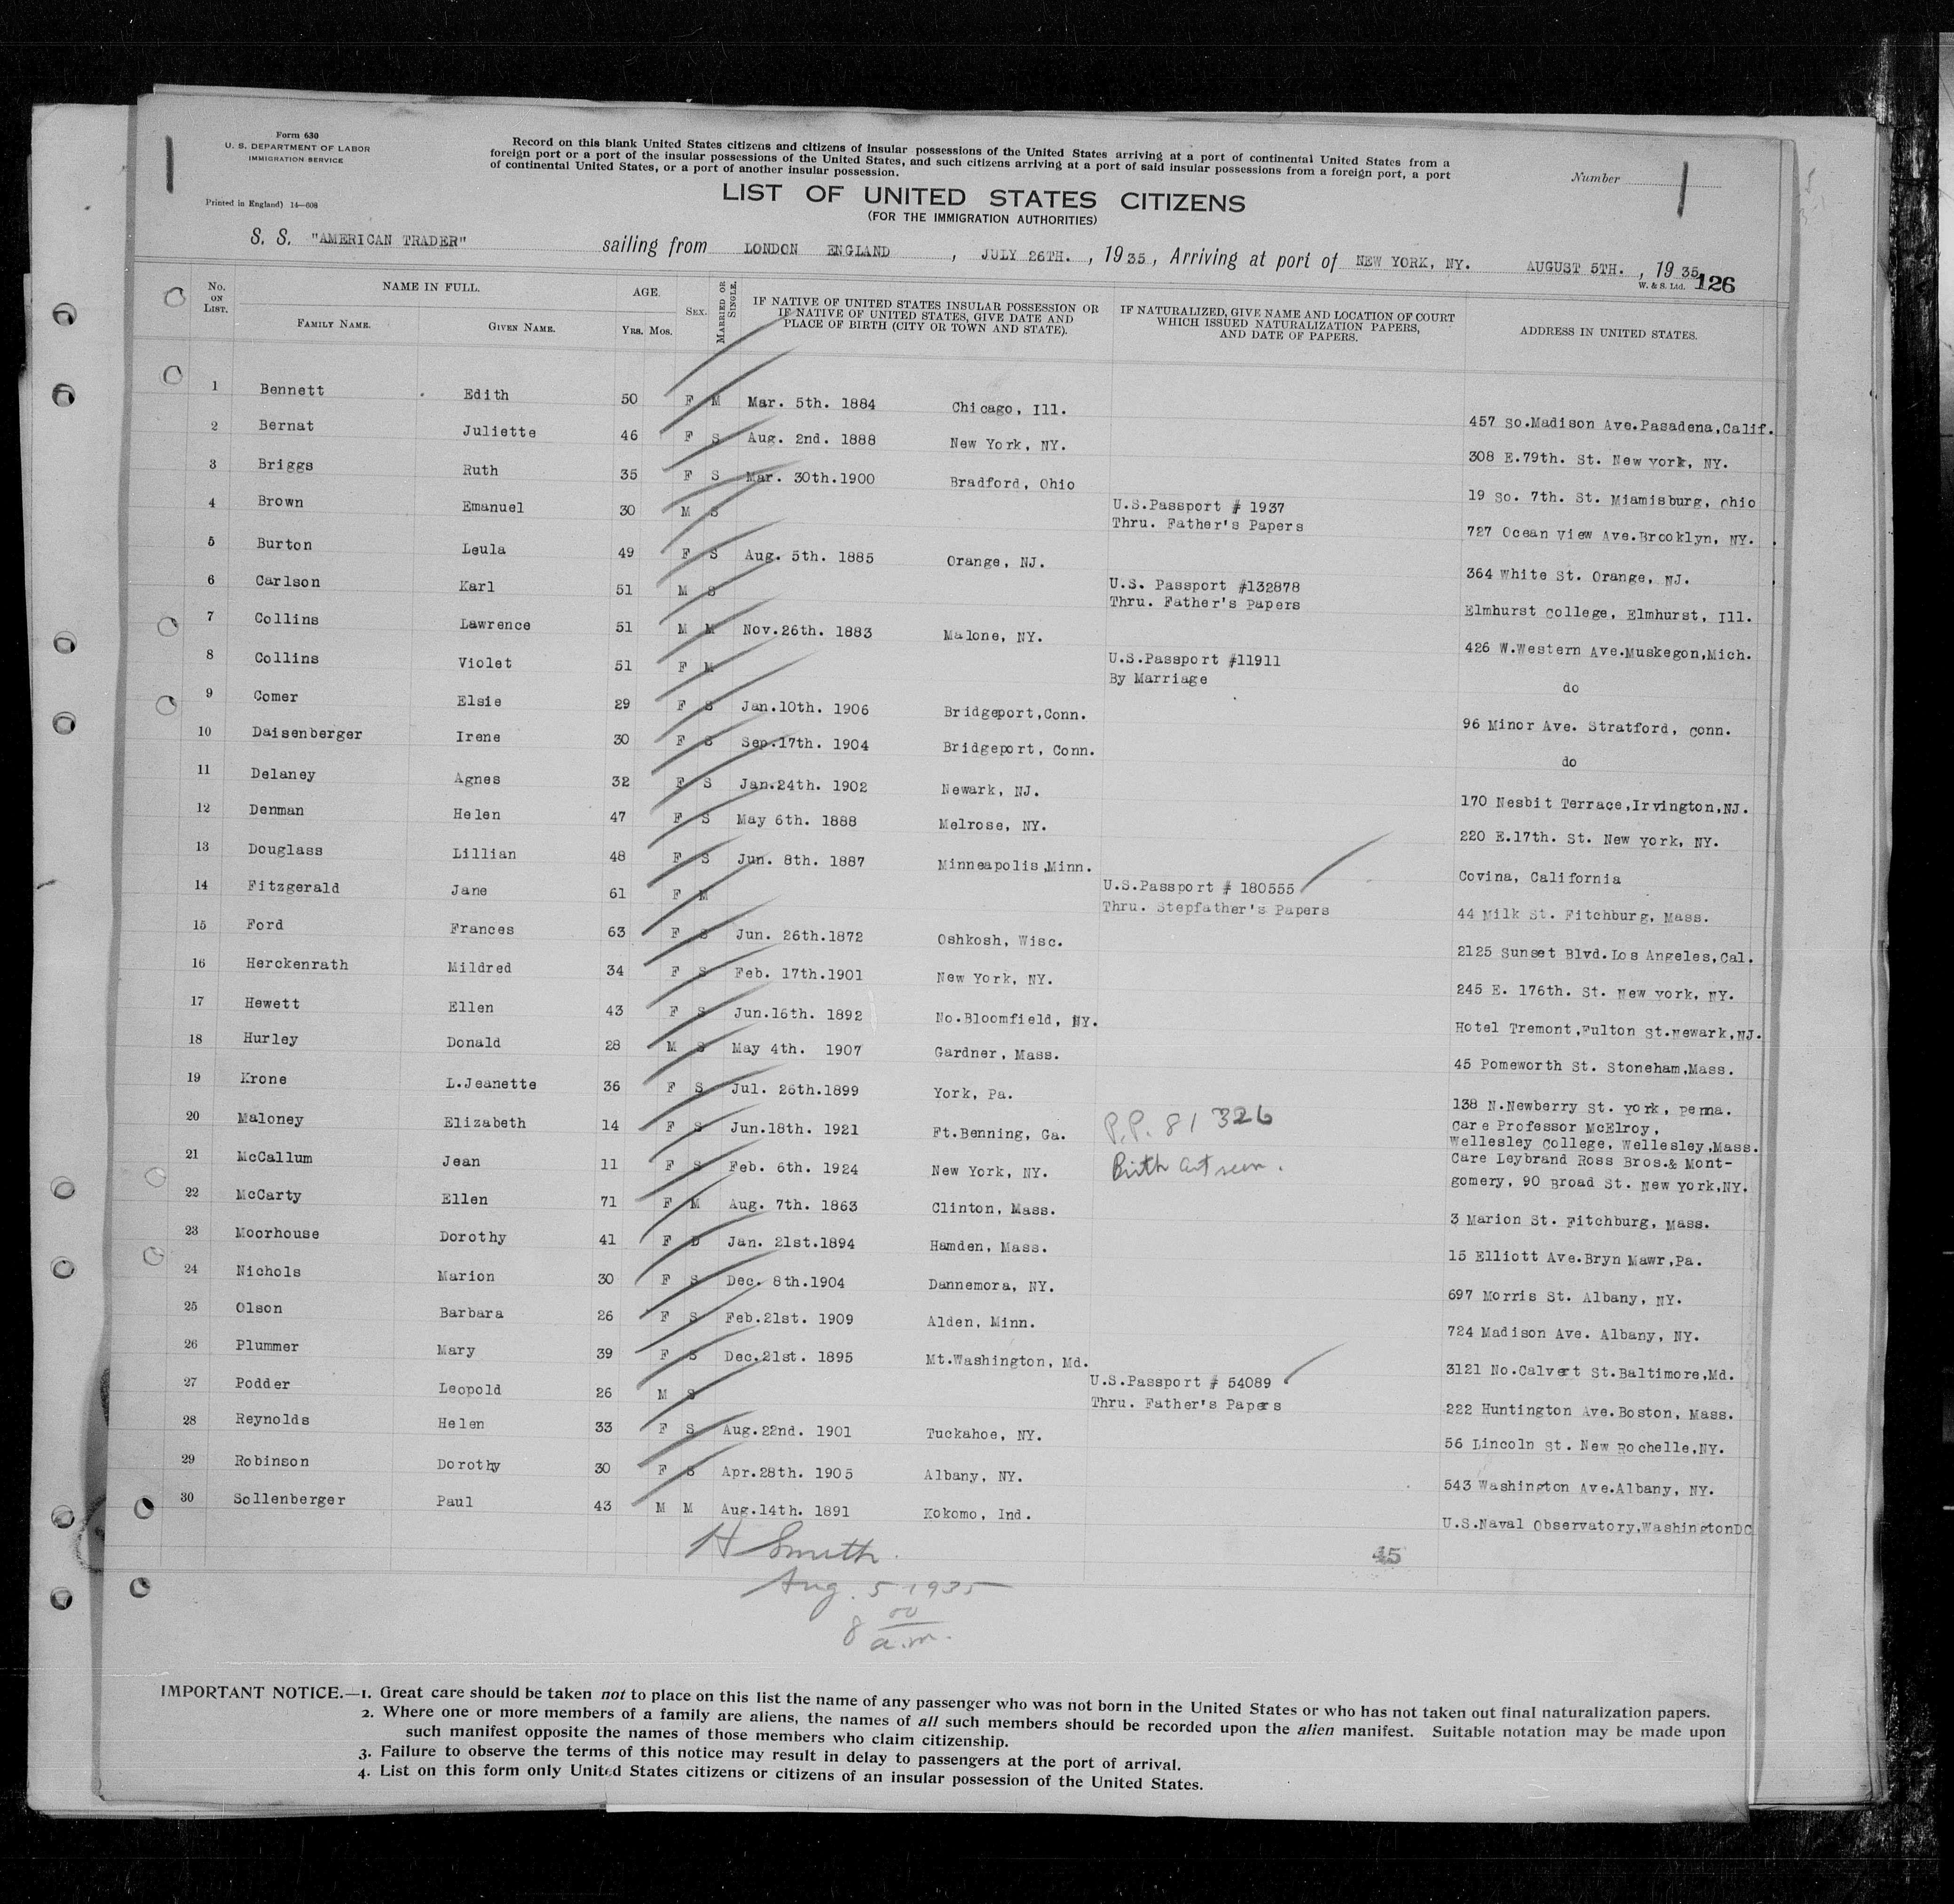 Form 630
U. S. DEPARTMENT OF LABOR
IMMIGRATION SERVICE
Printed in England) 14—608
Record on this blank United States citizens and citizens of insular possessions of the United States arriving at a port of continental United States from a
foreign port or a port of the insular possessions of the United States, and such citizens arriving at a port of said insular possessions from a foreign port, a port
of continental United States, or a port of another insular possession.
Number
LIST OF UNITED STATES CITIZENS
(FOR THE IMMIGRATION AUTHORITIES)
S. S. "AMERICAN TRADER" sailing from LONDON ENGLAND , JULY 26TH. , 1935, Arriving at port of NEW YORK, NY. AUGUST 5TH. , 1935
W. & S. Ltd. 126
No. ON LIST. NAME IN FULL. FAMILY NAME. GIVEN NAME. AGE. YRS. MOS. SEX. MARRIED OR SINGLE. IF NATIVE OF UNITED STATES INSULAR POSSESSION OR IF NATIVE OF UNITED STATES, GIVE DATE AND PLACE OF BIRTH (CITY OR TOWN AND STATE). IF NATURALIZED, GIVE NAME AND LOCATION OF COURT WHICH ISSUED NATURALIZATION PAPERS, AND DATE OF PAPERS. ADDRESS IN UNITED STATES.
1 Bennett Edith 50 F M Mar. 5th. 1884 Chicago, Ill. 457 So.Madison Ave.Pasadena,Calif.
2 Bernat Juliette 46 F S Aug. 2nd. 1888 New York, NY. 308 E.79th. St. New York, NY.
3 Briggs Ruth 35 F S Mar. 30th.1900 Bradford, Ohio 19 So. 7th. St. Miamisburg, Ohio
4 Brown Emanuel 30 M S U.S.Passport # 1937 Thru. Father's Papers 727 Ocean View Ave.Brooklyn, NY.
5 Burton Leula 49 F S Aug. 5th. 1885 Orange, NJ. 364 White St. Orange, NJ.
6 Carlson Karl 51 M S U.S. Passport #132878 Thru. Father's Papers Elmhurst College, Elmhurst, Ill.
7 Collins Lawrence 51 M M Nov.26th. 1883 Malone, NY. 426 W.Western Ave.Muskegon,Mich.
8 Collins Violet 51 F M U.S.Passport #11911 By Marriage do
9 Comer Elsie 29 F S Jan.10th. 1906 Bridgeport,Conn. 96 Minor Ave. Stratford, Conn.
10 Daisenberger Irene 30 F S Sep.17th. 1904 Bridgeport, Conn. do
11 Delaney Agnes 32 F S Jan.24th. 1902 Newark, NJ. 170 Nesbit Terrace,Irvington,NJ.
12 Denman Helen 47 F S May 6th. 1888 Melrose, NY. 220 E.17th. St. New York, NY.
13 Douglass Lillian 48 F S Jun. 8th. 1887 Minneapolis,Minn. Covina, California
14 Fitzgerald Jane 61 F M U.S.Passport # 180555 Thru. Stepfather's Papers 44 Milk St. Fitchburg, Mass.
15 Ford Frances 63 F S Jun. 26th.1872 Oshkosh, Wisc. 2125 Sunset Blvd.Los Angeles,Cal.
16 Herckenrath Mildred 34 F S Feb. 17th.1901 New York, NY. 245 E. 176th. St. New York, NY.
17 Hewett Ellen 43 F S Jun.16th. 1892 No.Bloomfield, NY. Hotel Tremont,Fulton St.Newark,NJ.
18 Hurley Donald 28 M S May 4th. 1907 Gardner, Mass. 45 Pomeworth St. Stoneham,Mass.
19 Krone L.Jeanette 36 F S Jul. 26th.1899 York, Pa. 138 N.Newberry St. York, Penna.
20 Maloney Elizabeth 14 F S Jun.18th. 1921 Ft.Benning, Ga. P.P. 81326 Care Professor McElroy, Wellesley College, Wellesley,Mass.
21 McCallum Jean 11 F S Feb. 6th. 1924 New York, NY. Birth Cert seen. Care Leybrand Ross Bros.& Mont-
gomery, 90 Broad St. New York,NY.
22 McCarty Ellen 71 F M Aug. 7th. 1863 Clinton, Mass. 3 Marion St. Fitchburg, Mass.
23 Moorhouse Dorothy 41 F D Jan. 21st.1894 Hamden, Mass. 15 Elliott Ave.Bryn Mawr,Pa.
24 Nichols Marion 30 F S Dec. 8th.1904 Dannemora, NY. 697 Morris St. Albany, NY.
25 Olson Barbara 26 F S Feb.21st. 1909 Alden, Minn. 724 Madison Ave. Albany, NY.
26 Plummer Mary 39 F S Dec.21st. 1895 Mt.Washington, Md. 3121 No.Calvert St.Baltimore,Md.
27 Podder Leopold 26 M S U.S.Passport # 54089 Thru. Father's Papers 222 Huntington Ave.Boston, Mass.
28 Reynolds Helen 33 F S Aug.22nd. 1901 Tuckahoe, NY. 56 Lincoln St. New Rochelle,NY.
29 Robinson Dorothy 30 F S Apr.28th. 1905 Albany, NY. 543 Washington Ave.Albany, NY.
30 Sollenberger Paul 43 M M Aug.14th. 1891 Kokomo, Ind. U.S.Naval Observatory,WashingtonDC
H Smith.
45
Aug. 5 1935
8 00
a.m.
IMPORTANT NOTICE.—1. Great care should be taken not to place on this list the name of any passenger who was not born in the United States or who has not taken out final naturalization papers.
2. Where one or more members of a family are aliens, the names of all such members should be recorded upon the alien manifest. Suitable notation may be made upon
such manifest opposite the names of those members who claim citizenship.
3. Failure to observe the terms of this notice may result in delay to passengers at the port of arrival.
4. List on this form only United States citizens or citizens of an insular possession of the United States.